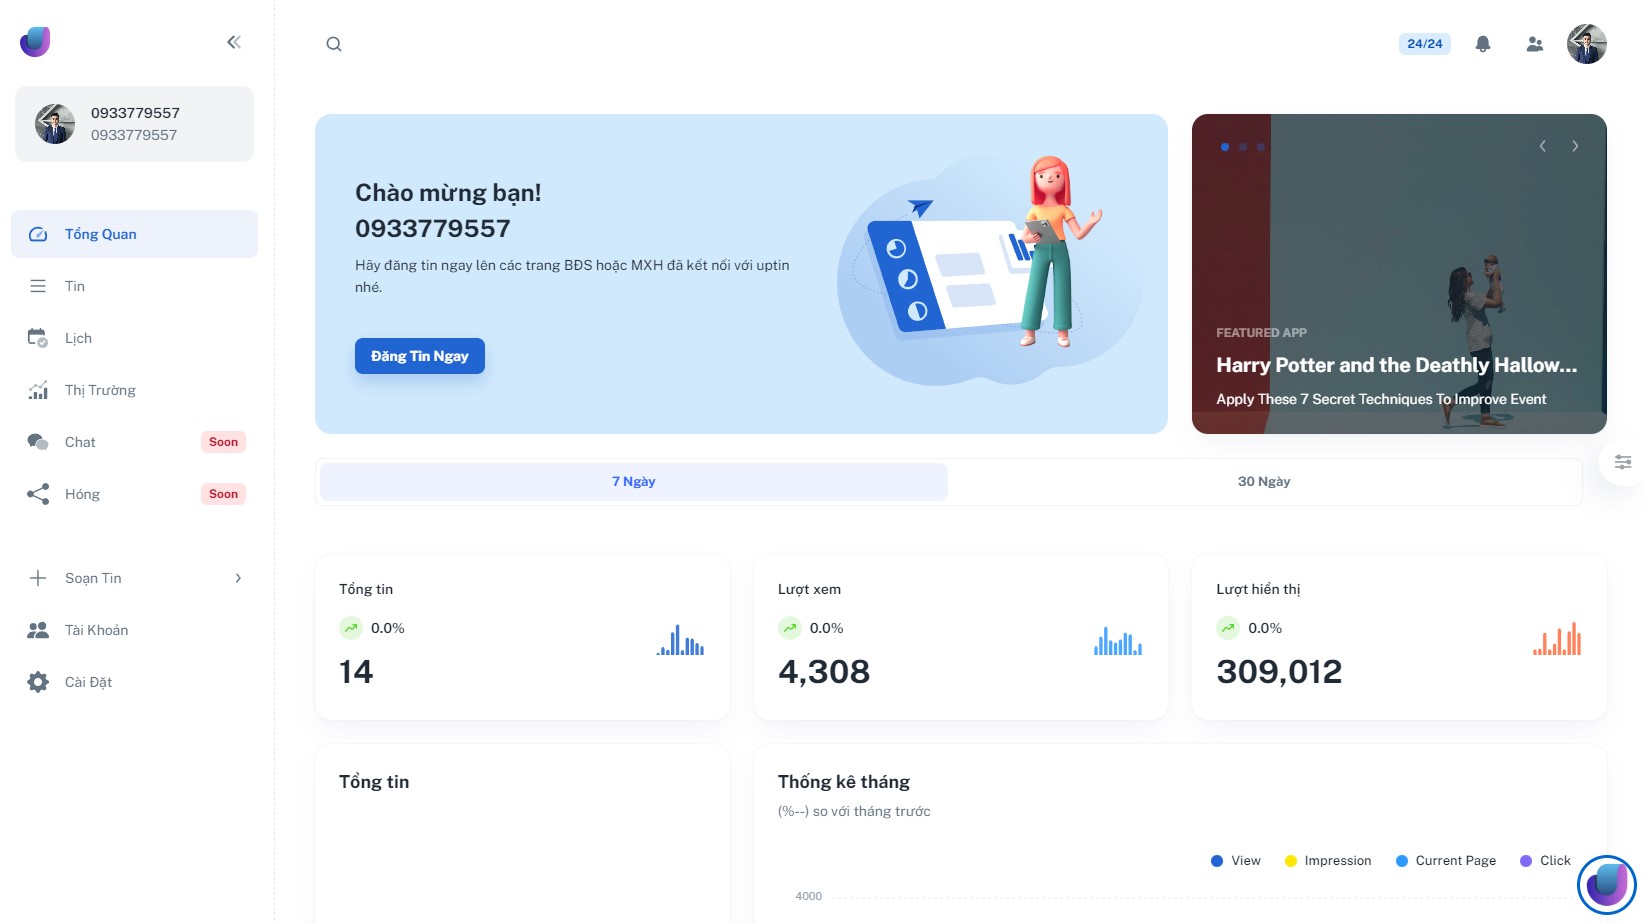 24/24
0933779557
0933779557
Tổng Quan
Tin
Lịch
Thị Trường
Chat
Soon
Hóng
Soon
Soạn Tin
Tài Khoản
Cài Đặt
Chào mừng bạn!
0933779557
Hãy đăng tin ngay lên các trang BĐS hoặc MXH đã kết nối với uptin
nhé.
Đăng Tin Ngay
FEATURED APP
Harry Potter and the Deathly Hallow...
Apply These 7 Secret Techniques To Improve Event
7 Ngày
30 Ngày
Tổng tin
0.0%
14
Lượt xem
0.0%
4,308
Lượt hiển thị
0.0%
309,012
Tổng tin
Thống kê tháng
(%--) so với tháng trước
View
Impression
Current Page
Click
4000